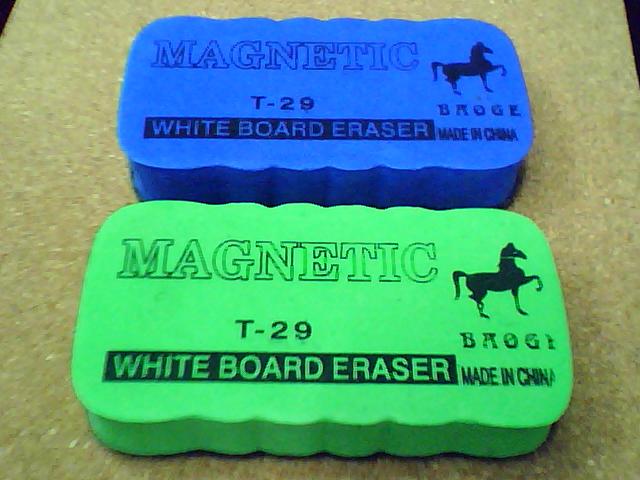 MAGNETIC
T-29
BAOGE
WHITE BOARD ERASER MADE IN CHINA
MAGNETIC
T-29
BAOGE
WHITE BOARD ERASER MADE IN CHINA